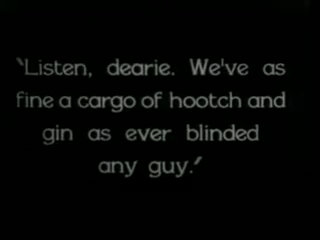 ‘Listen, dearie. We've as
fine a cargo of hootch and
gin as ever blinded
any guy.’